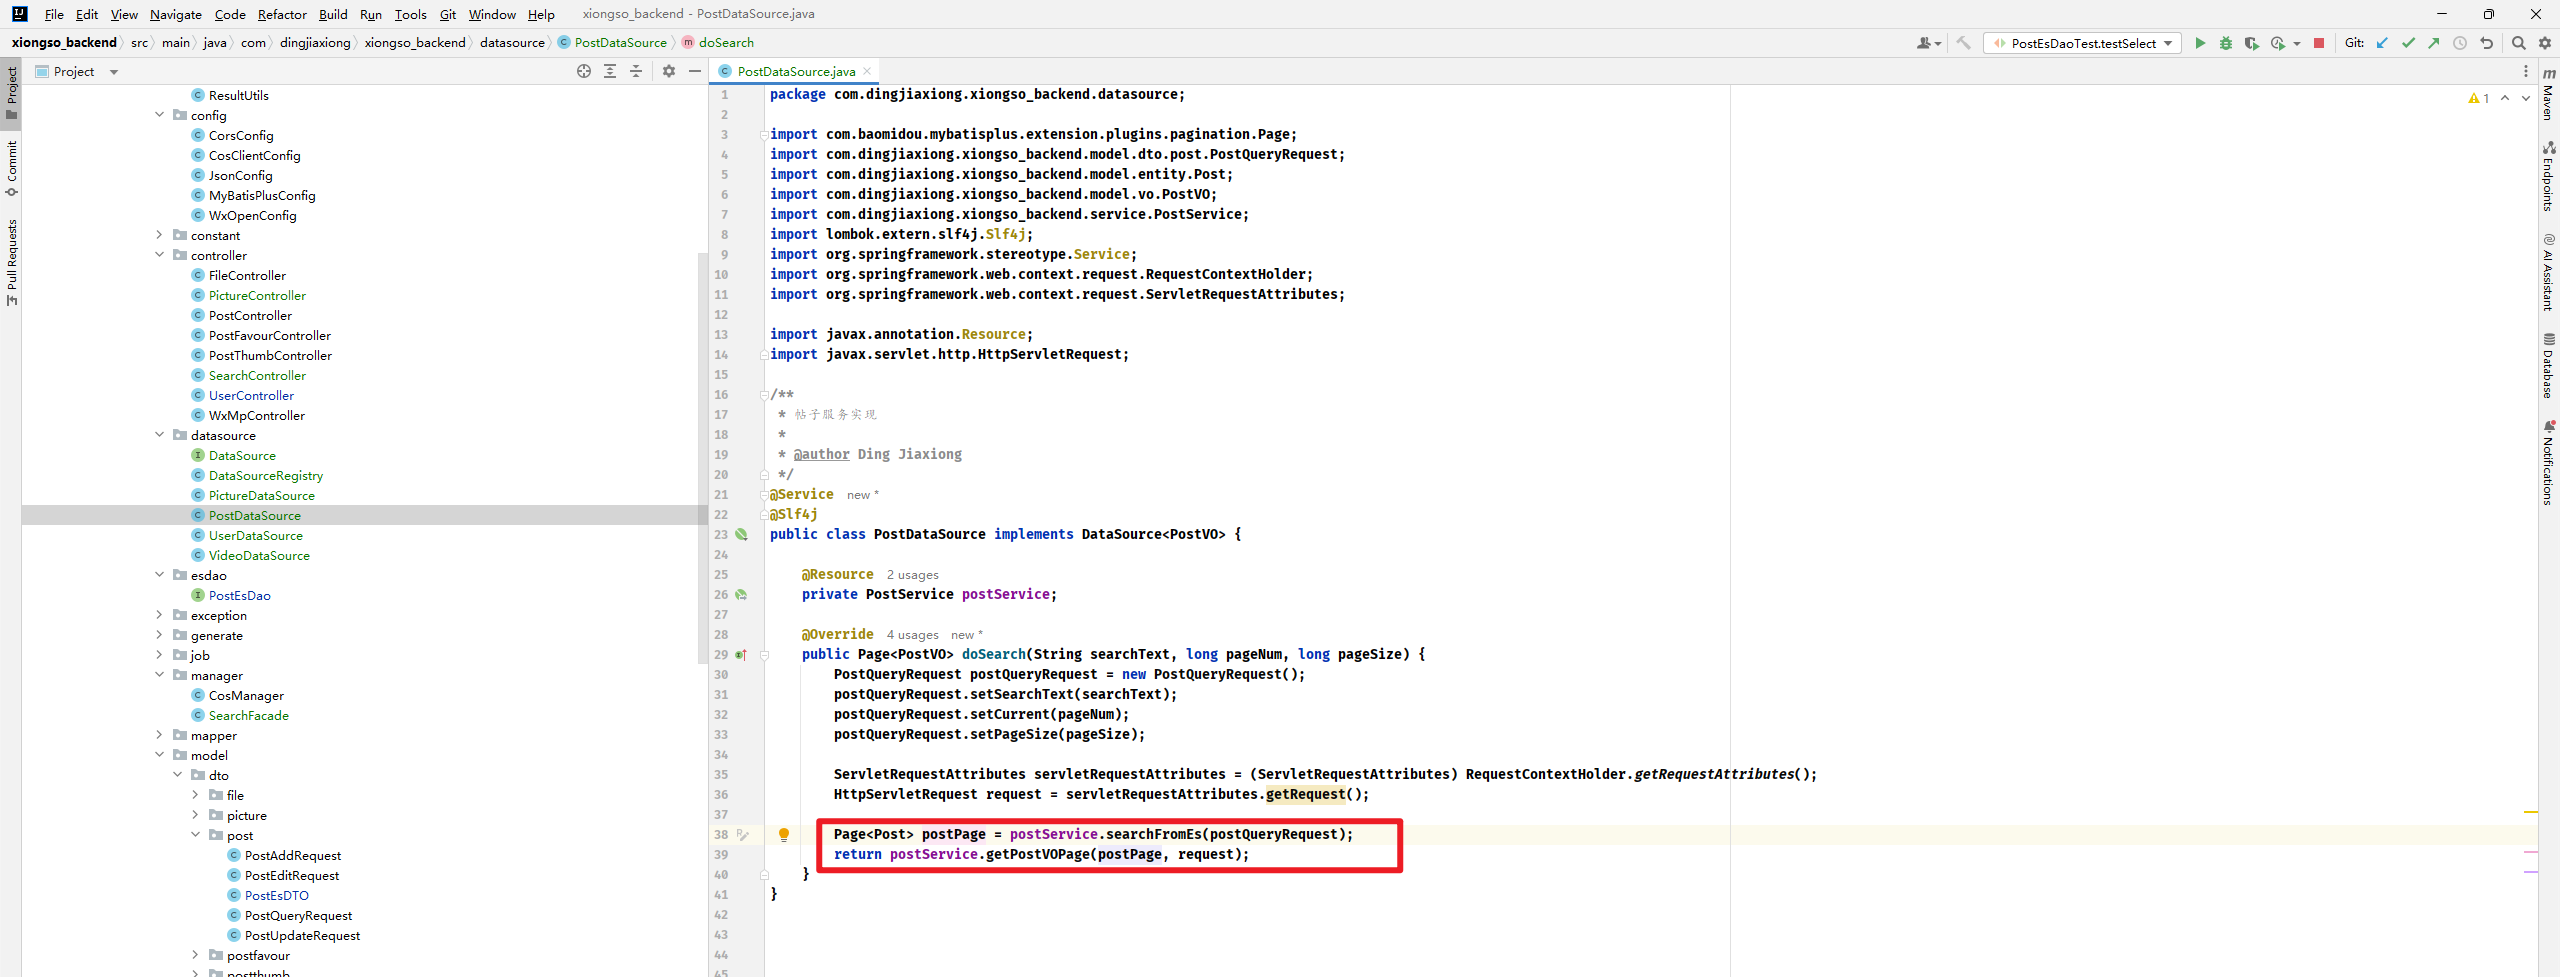 File Edit View Navigate Code Refactor Build Run Tools Git Window Help xiongso_backend - PostDataSource.java
xiongso_backend src main java com dingjiaxiong xiongso_backend datasource PostDataSource doSearch
PostEsDaoTest.testSelect Git:
Project
PostDataSource.java
Project
Commit
Pull Requests
ResultUtils
config
CorsConfig
CosClientConfig
JsonConfig
MyBatisPlusConfig
WxOpenConfig
constant
controller
FileController
PictureController
PostController
PostFavourController
PostThumbController
SearchController
UserController
WxMpController
datasource
DataSource
DataSourceRegistry
PictureDataSource
PostDataSource
UserDataSource
VideoDataSource
esdao
PostEsDao
exception
generate
job
manager
CosManager
SearchFacade
mapper
model
dto
file
picture
post
PostAddRequest
PostEditRequest
PostEsDTO
PostQueryRequest
PostUpdateRequest
postfavour
postthumb
1 package com.dingjiaxiong.xiongso_backend.datasource;
2
3 import com.baomidou.mybatisplus.extension.plugins.pagination.Page;
4 import com.dingjiaxiong.xiongso_backend.model.dto.post.PostQueryRequest;
5 import com.dingjiaxiong.xiongso_backend.model.entity.Post;
6 import com.dingjiaxiong.xiongso_backend.model.vo.PostVO;
7 import com.dingjiaxiong.xiongso_backend.service.PostService;
8 import lombok.extern.slf4j.Slf4j;
9 import org.springframework.stereotype.Service;
10 import org.springframework.web.context.request.RequestContextHolder;
11 import org.springframework.web.context.request.ServletRequestAttributes;
12
13 import javax.annotation.Resource;
14 import javax.servlet.http.HttpServletRequest;
15
16 /**
17 * 帖子服务实现
18 *
19 * @author Ding Jiaxiong
20 */
21 @Service new *
22 @Slf4j
23 public class PostDataSource implements DataSource<PostVO> {
24
25 @Resource 2 usages
26 private PostService postService;
27
28 @Override 4 usages new *
29 public Page<PostVO> doSearch(String searchText, long pageNum, long pageSize) {
30 PostQueryRequest postQueryRequest = new PostQueryRequest();
31 postQueryRequest.setSearchText(searchText);
32 postQueryRequest.setCurrent(pageNum);
33 postQueryRequest.setPageSize(pageSize);
34
35 ServletRequestAttributes servletRequestAttributes = (ServletRequestAttributes) RequestContextHolder.getRequestAttributes();
36 HttpServletRequest request = servletRequestAttributes.getRequest();
37
38 Page<Post> postPage = postService.searchFromEs(postQueryRequest);
39 return postService.getPostVOPage(postPage, request);
40 }
41 }
42
43
44
45
1
m
Maven
Endpoints
AI Assistant
Database
Notifications